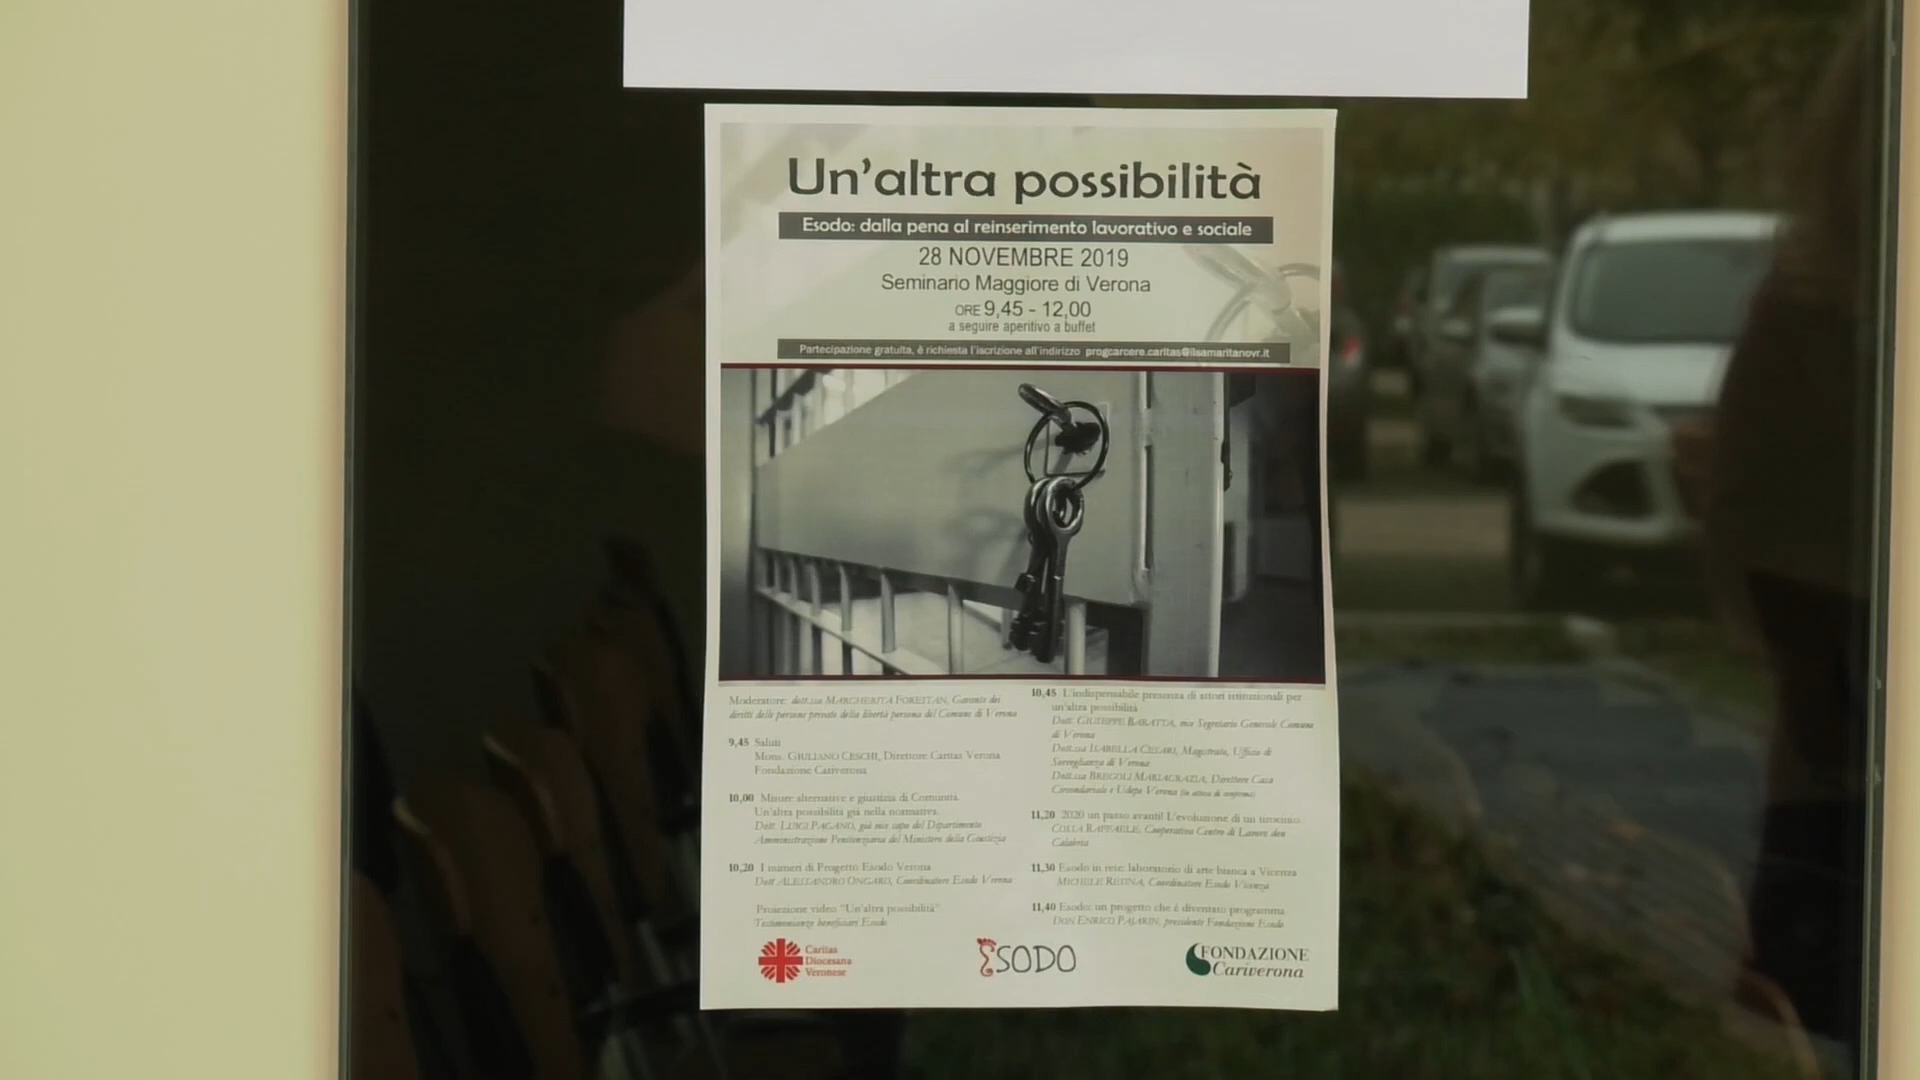 Un'altra possibilità
Esodo: dalla pena al reinserimento lavorativo e sociale
28 NOVEMBRE 2019
Seminario Maggiore di Verona
ORE 9,45 - 12,00
a seguire aperitivo a buffet
Partecipazione gratuita, è richiesta l'iscrizione all'indirizzo progcarcere.caritas@ilsamaritanovr.it
Moderatore: dott.ssa MARGHERITA FORESTAN, Garante dei
diritti delle persone private della libertà persona del Comune di Verona
9,45 Saluti
Mons. GIULIANO CESCHI, Direttore Caritas Verona
Fondazione Cariverona
10,00 Misure alternative e giustizia di Comunità.
Un'altra possibilità già nella normativa.
Dott. LUIGI PAGANO, già vice capo del Dipartimento
Amministrazione Penitenziaria del Ministero della Giustizia
10,20 I numeri di Progetto Esodo Verona
Dott ALESSANDRO ONGARO, Coordinatore Esodo Verona
Proiezione video "Un'altra possibilità"
Testimonianze beneficiari Esodo
10,45 L'indispensabile presenza di attori istituzionali per
un'altra possibilità
Dott. GIUSEPPE BARATTA, vice Segretario Generale Comune
di Verona
Dott.ssa ISABELLA CESARI, Magistrato, Ufficio di
Sorveglianza di Verona
Dott.ssa BREGOLI MARIAGRAZIA, Direttore Casa
Circondariale e Udepe Verona (in attesa di conferma)
11,20 2020 un passo avanti! L'evoluzione di un tirocinio
COLLA RAFFAELE, Cooperativa Centro di Lavoro don
Calabria
11,30 Esodo in rete: laboratorio di arte bianca a Vicenza
MICHELE RETINA, Coordinatore Esodo Vicenza
11,40 Esodo: un progetto che è diventato programma
DON ENRICO PAJARIN, presidente Fondazione Esodo
Caritas
Diocesana
Veronese
ESODO
FONDAZIONE
Cariverona